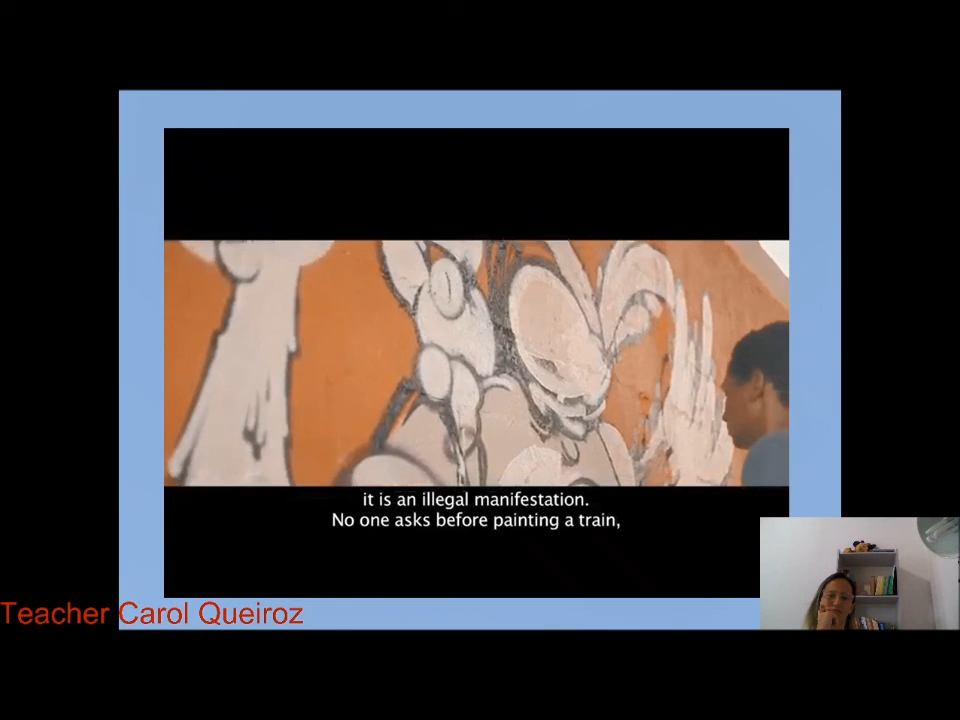 it is an illegal manifestation.
No one asks before painting a train,
Teacher Carol Queiroz